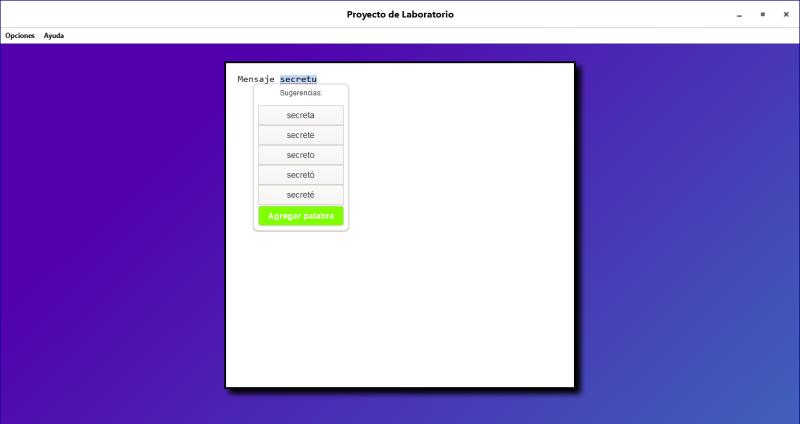 Proyecto de Laboratorio
Opciones Ayuda
Mensaje secretu
Sugerencias:
secreta
secrete
secreto
secretó
secreté
Agregar palabra